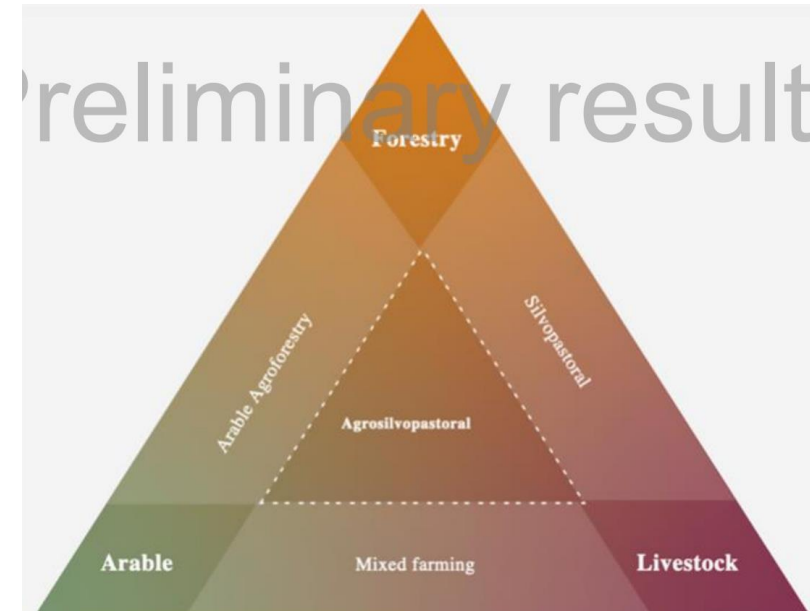 Preliminary result
Forestry
Arable Agroforestry
Silvopastoral
Agrosilvopastoral
Arable
Mixed farming
Livestock